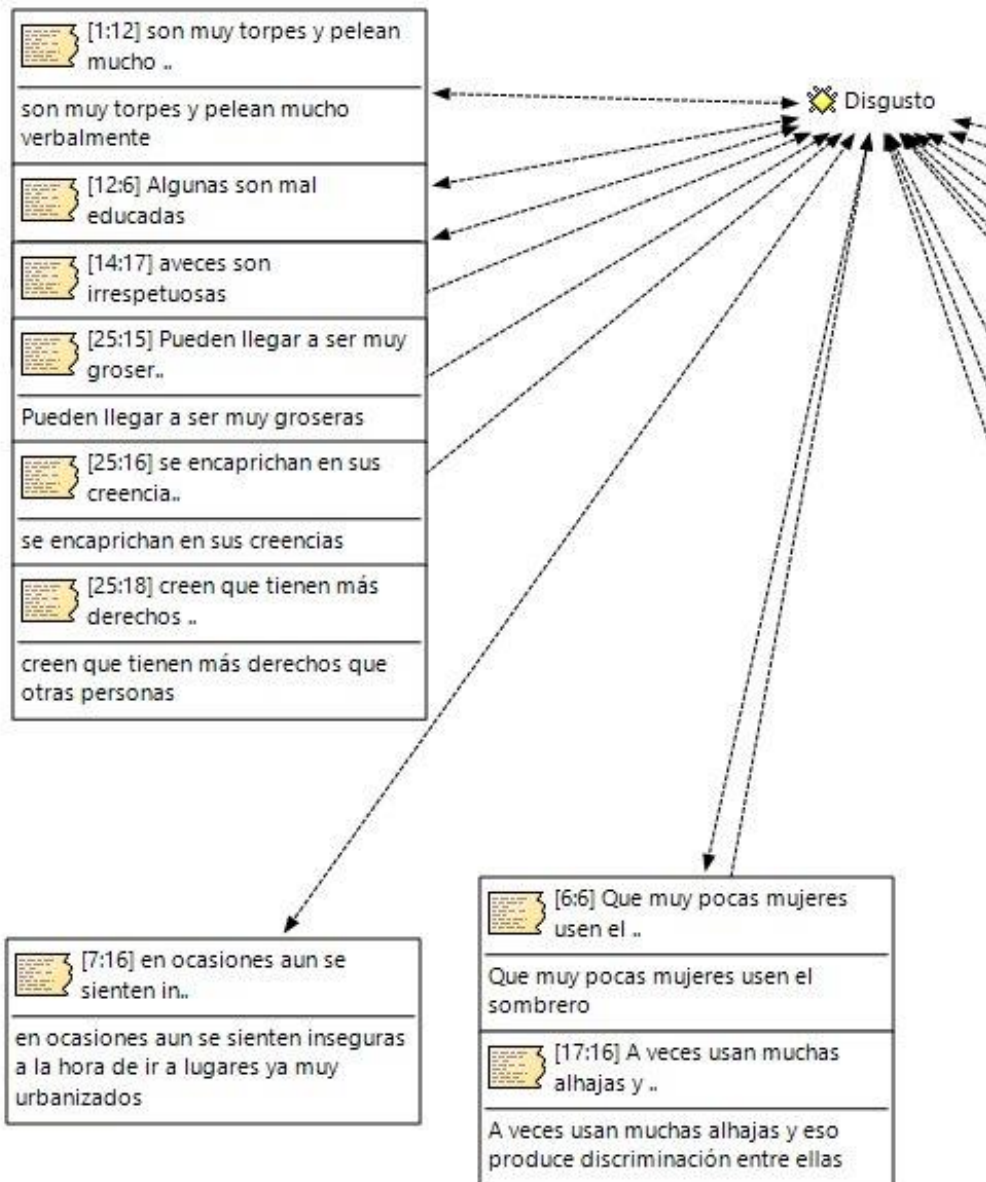 [1:12] son muy torpes y pelean
mucho ..
son muy torpes y pelean mucho
verbalmente
[12:6] Algunas son mal
educadas
[14:17] aveces son
irrespetuosas
[25:15] Pueden llegar a ser muy
groser..
Pueden llegar a ser muy groseras
[25:16] se encaprichan en sus
creencia..
se encaprichan en sus creencias
[25:18] creen que tienen más
derechos ..
creen que tienen más derechos que
otras personas
Disgusto
[7:16] en ocasiones aun se
sienten in..
en ocasiones aun se sienten inseguras
a la hora de ir a lugares ya muy
urbanizados
[6:6] Que muy pocas mujeres
usen el ..
Que muy pocas mujeres usen el
sombrero
[17:16] A veces usan muchas
alhajas y ..
A veces usan muchas alhajas y eso
produce discriminación entre ellas